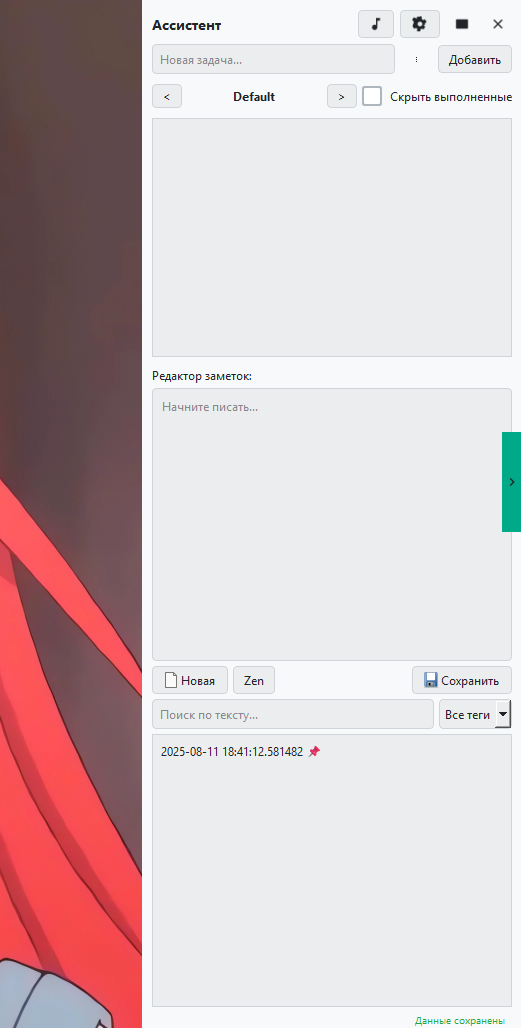 Ассистент
Новая задача...
Добавить
< Default > Скрыть выполненные
Редактор заметок:
Начните писать...
Новая Zen Сохранить
Поиск по тексту... Все теги
2025-08-11 18:41:12.581482
Данные сохранены